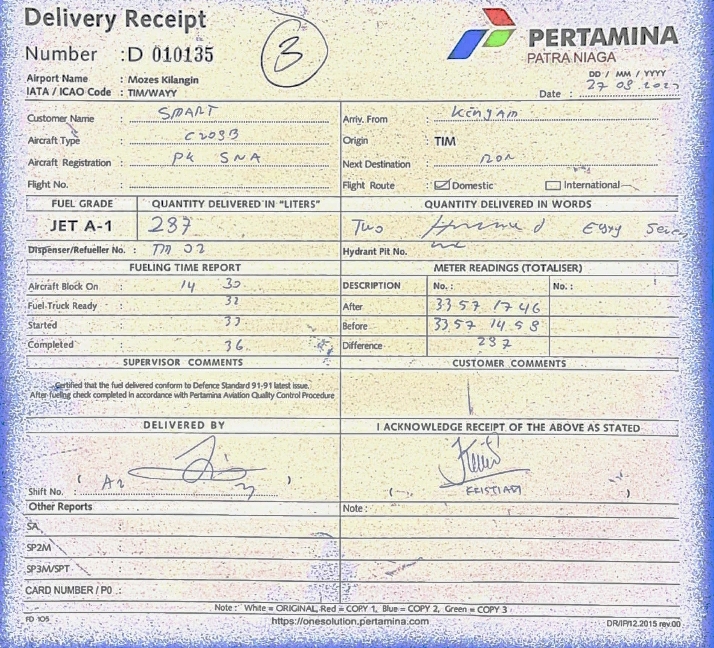 Delivery Receipt
Number :D 010135
3
PERTAMINA
PATRA NIAGA
Airport Name : Mozes Kilangin
IATA / ICAO Code : TIM/WAYY
DD / MM / YYYY
Date : 27 08
Customer Name : SMART
Arriv. From
Aircraft Type : C208B
Origin TIM
Aircraft Registration : PK SNA
Next Destination
Flight No. :
Flight Route : Domestic International
FUEL GRADE QUANTITY DELIVERED IN "LITERS" QUANTITY DELIVERED IN WORDS
JET A-1 287 Two
Dispenser/Refueller No. : Hydrant Pit No.
FUELING TIME REPORT METER READINGS (TOTALISER)
Aircraft Block On : 14 30 DESCRIPTION No. : No. :
Fuel-Truck Ready : 32 After 3357 1746
Started : 33 Before 3357 14
Completed : 36 Difference 287
SUPERVISOR COMMENTS CUSTOMER COMMENTS
Certified that the fuel delivered conform to Defence Standard 91-91 latest issue.
After fueling check completed in accordance with Pertamina Aviation Quality Control Procedure
DELIVERED BY I ACKNOWLEDGE RECEIPT OF THE ABOVE AS STATED
Shift No. :
Other Reports Note :
SA :
SP2M :
SP3M/SPT :
CARD NUMBER / PO .:
Note : White = ORIGINAL, Red = COPY 1, Blue = COPY 2, Green = COPY 3
FD 105 https://onesolution.pertamina.com DR/IP/12.2015 rev.00